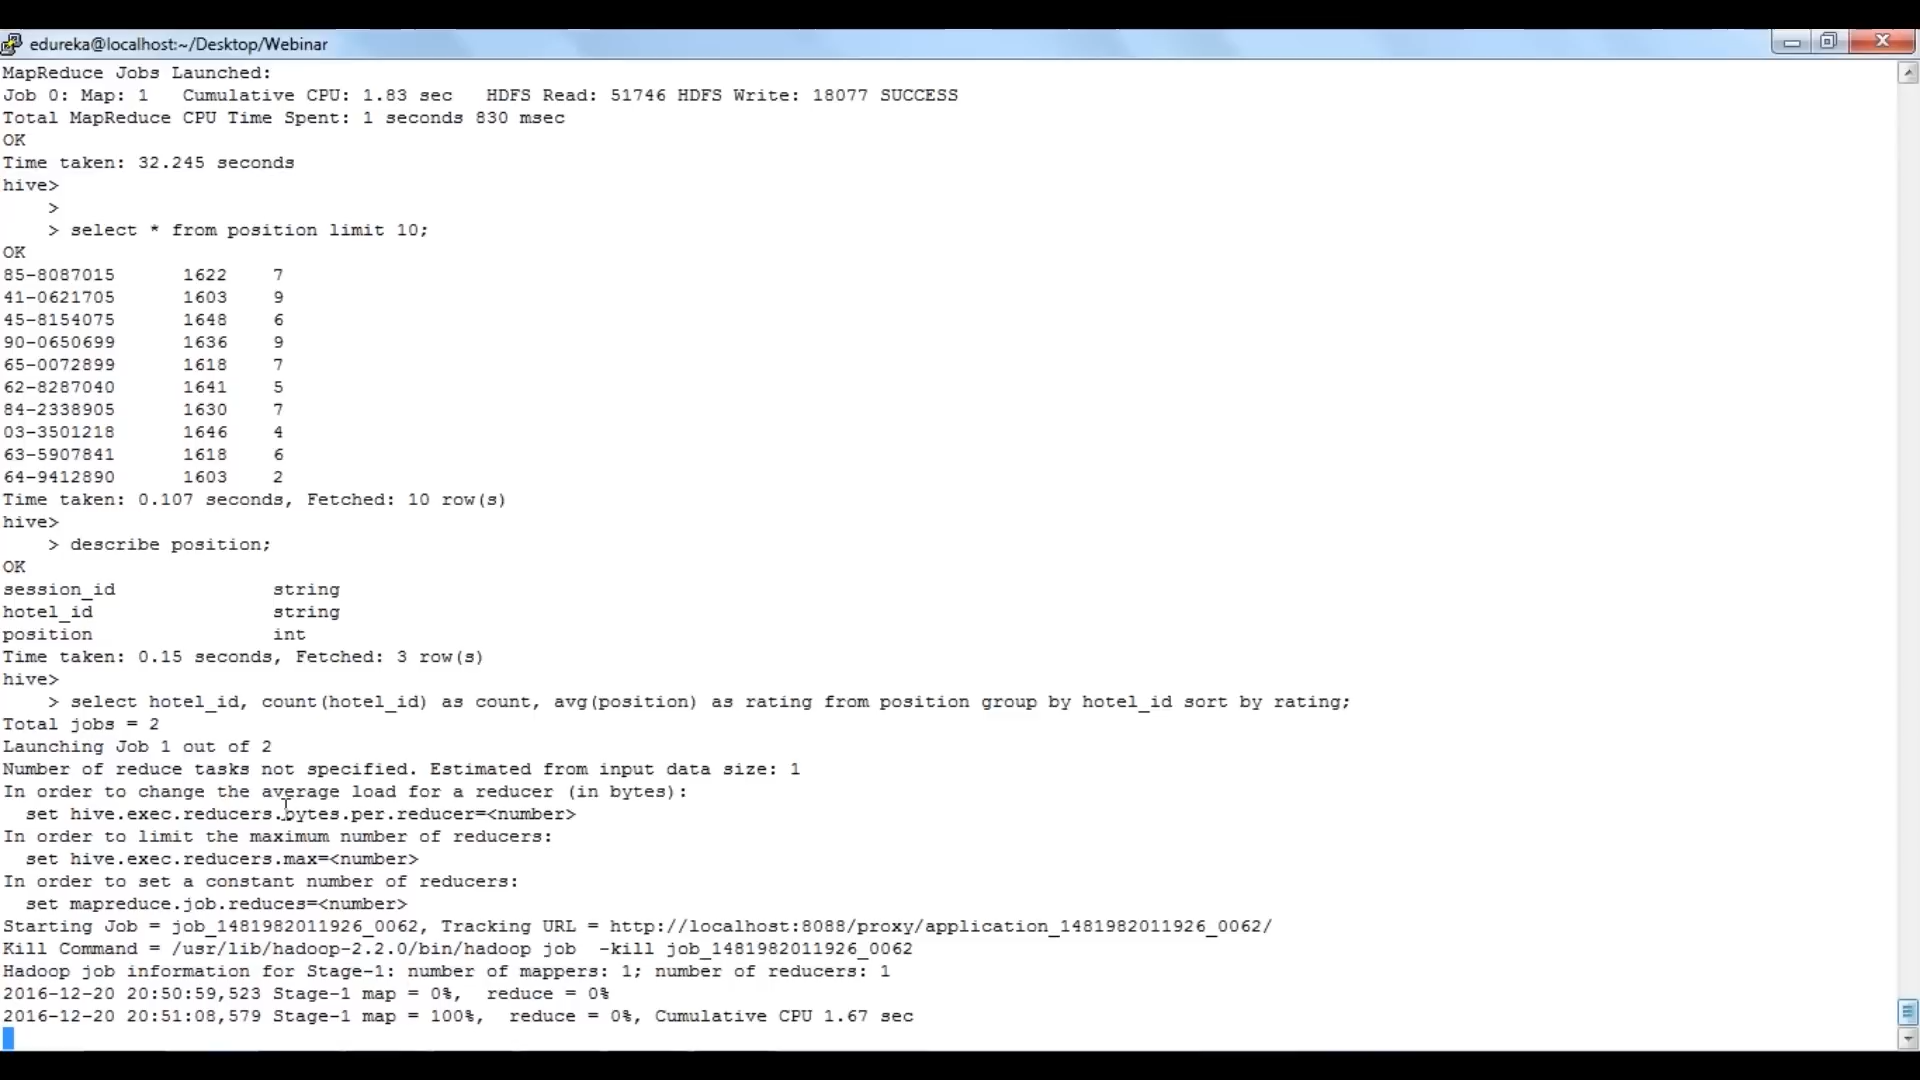 edureka@localhost:~/Desktop/Webinar
MapReduce Jobs Launched:
Job 0: Map: 1   Cumulative CPU: 1.83 sec   HDFS Read: 51746 HDFS Write: 18077 SUCCESS
Total MapReduce CPU Time Spent: 1 seconds 830 msec
OK
Time taken: 32.245 seconds
hive>
    >
    > select * from position limit 10;
OK
85-8087015      1622    7
41-0621705      1603    9
45-8154075      1648    6
90-0650699      1636    9
65-0072899      1618    7
62-8287040      1641    5
84-2338905      1630    7
03-3501218      1646    4
63-5907841      1618    6
64-9412890      1603    2
Time taken: 0.107 seconds, Fetched: 10 row(s)
hive>
    > describe position;
OK
session_id              string
hotel_id                string
position                int
Time taken: 0.15 seconds, Fetched: 3 row(s)
hive>
    > select hotel_id, count(hotel_id) as count, avg(position) as rating from position group by hotel_id sort by rating;
Total jobs = 2
Launching Job 1 out of 2
Number of reduce tasks not specified. Estimated from input data size: 1
In order to change the average load for a reducer (in bytes):
  set hive.exec.reducers.bytes.per.reducer=<number>
In order to limit the maximum number of reducers:
  set hive.exec.reducers.max=<number>
In order to set a constant number of reducers:
  set mapreduce.job.reduces=<number>
Starting Job = job_1481982011926_0062, Tracking URL = http://localhost:8088/proxy/application_1481982011926_0062/
Kill Command = /usr/lib/hadoop-2.2.0/bin/hadoop job  -kill job_1481982011926_0062
Hadoop job information for Stage-1: number of mappers: 1; number of reducers: 1
2016-12-20 20:50:59,523 Stage-1 map = 0%,  reduce = 0%
2016-12-20 20:51:08,579 Stage-1 map = 100%,  reduce = 0%, Cumulative CPU 1.67 sec